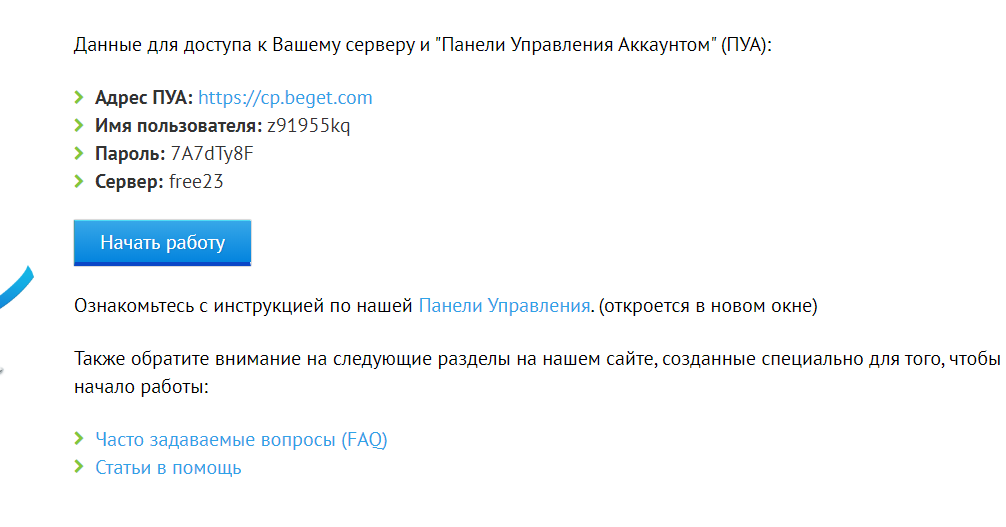 Данные для доступа к Вашему серверу и "Панели Управления Аккаунтом" (ПУА):
Адрес ПУА: https://cp.beget.com
Имя пользователя: z91955kq
Пароль: 7A7dTy8F
Сервер: free23
Начать работу
Ознакомьтесь с инструкцией по нашей Панели Управления. (откроется в новом окне)
Также обратите внимание на следующие разделы на нашем сайте, созданные специально для того, чтобы
начало работы:
Часто задаваемые вопросы (FAQ)
Статьи в помощь